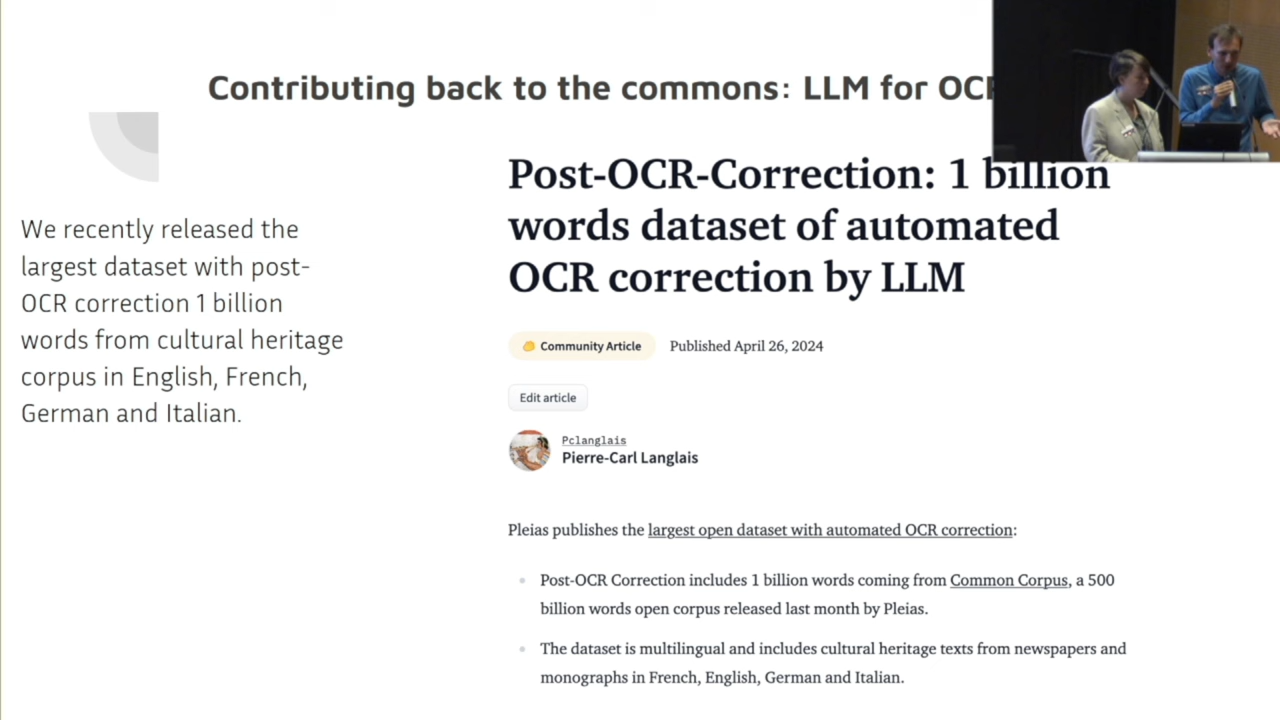 Contributing back to the commons: LLM for OC
We recently released the
largest dataset with post-
OCR correction 1 billion
words from cultural heritage
corpus in English, French,
German and Italian.
Post-OCR-Correction: 1 billion
words dataset of automated
OCR correction by LLM
Community Article Published April 26, 2024
Edit article
Pclanglais
Pierre-Carl Langlais
Pleias publishes the largest open dataset with automated OCR correction:
Post-OCR Correction includes 1 billion words coming from Common Corpus, a 500
billion words open corpus released last month by Pleias.
The dataset is multilingual and includes cultural heritage texts from newspapers and
monographs in French, English, German and Italian.